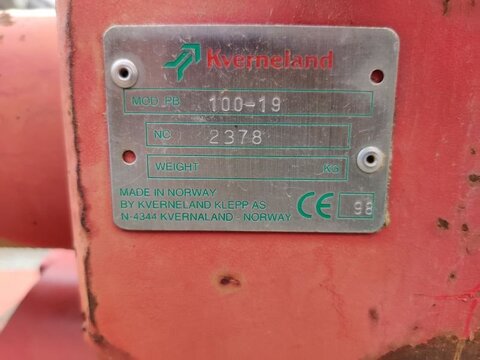 Kverneland
MOD. PB 100-19
NO 2378
WEIGHT KG
MADE IN NORWAY
BY KVERNELAND KLEPP AS
N-4344 KVERNALAND - NORWAY
CE 98